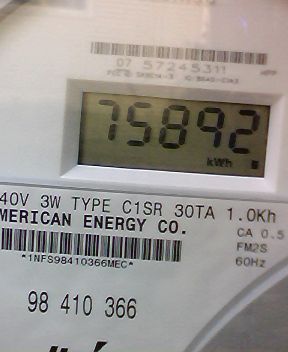 07 57245311
75892
kWh
40V 3W TYPE C1SR 30TA 1.0Kh
MERICAN ENERGY CO.
CA 0.5
FM2S
60Hz
*1NFS98410366MEC*
98 410 366